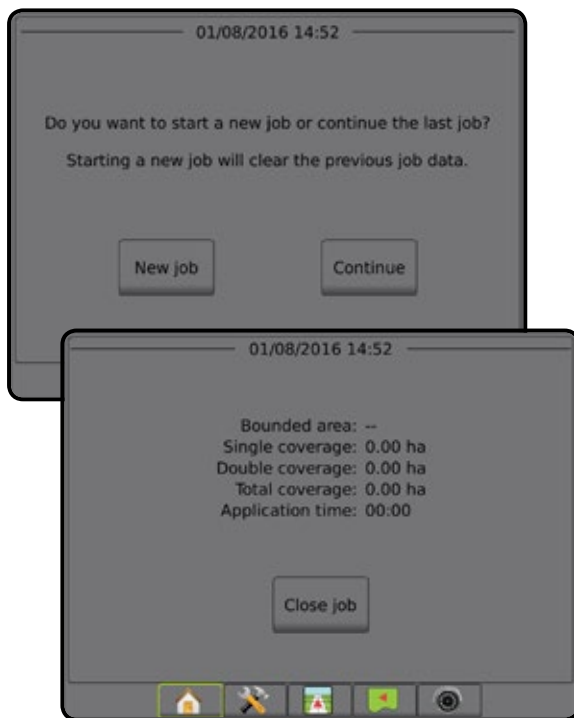 01/08/2016 14:52
Do you want to start a new job or continue the last job?
Starting a new job will clear the previous job data.
New job
Continue
01/08/2016 14:52
Bounded area: --
Single coverage: 0.00 ha
Double coverage: 0.00 ha
Total coverage: 0.00 ha
Application time: 00:00
Close job